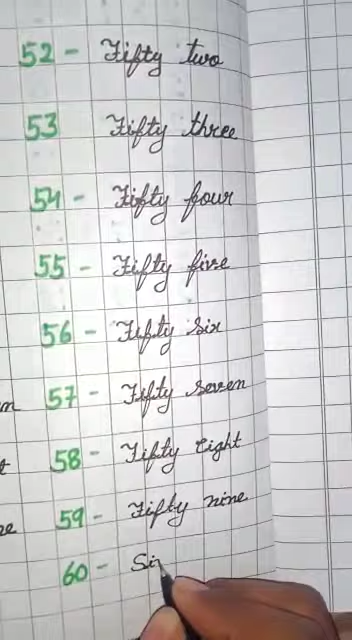 52 - Fifty two
53 Fifty three
54 - Fifty four
55 - Fifty five
56 - Fifty six
57 - Fifty seven
58 - Fifty eight
59 - Fifty nine
60 - Si